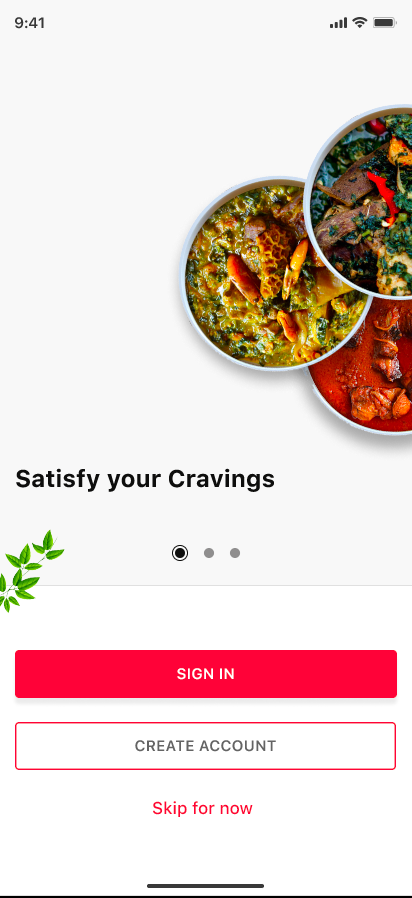 9:41
Satisfy your Cravings
SIGN IN
CREATE ACCOUNT
Skip for now